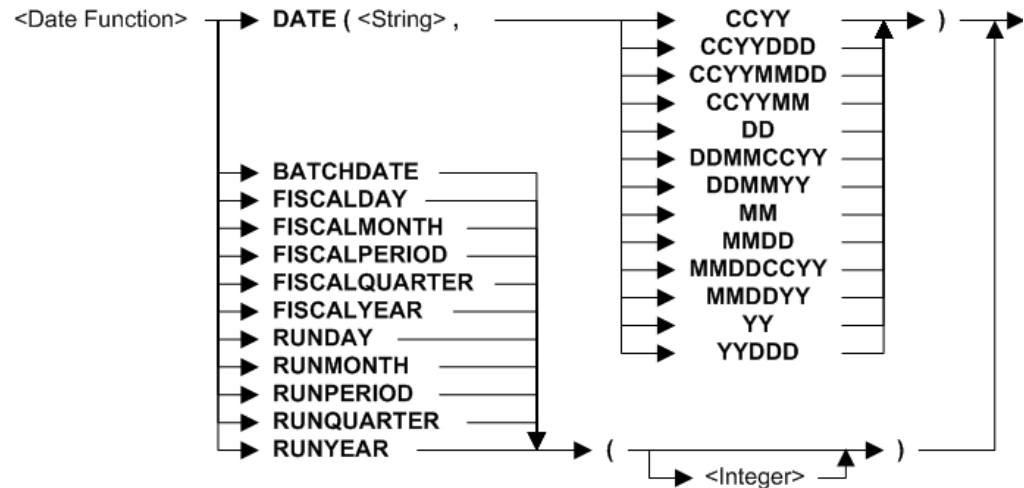 <Date Function> DATE ( <String> , CCYY )
CCYYDDD
CCYYMMDD
CCYYMM
DD
DDMMCCYY
DDMMYY
MM
MMDD
MMDDCCYY
MMDDYY
YY
YYDDD
BATCHDATE
FISCALDAY
FISCALMONTH
FISCALPERIOD
FISCALQUARTER
FISCALYEAR
RUNDAY
RUNMONTH
RUNPERIOD
RUNQUARTER
RUNYEAR ( )
<Integer>